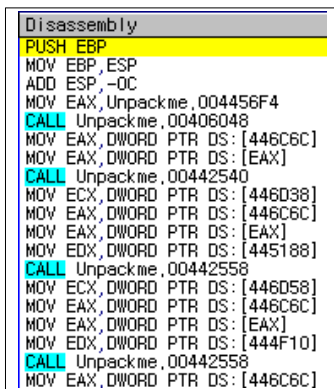 Disassembly
PUSH EBP
MOV EBP,ESP
ADD ESP,-0C
MOV EAX,Unpackme.004456F4
CALL Unpackme.00406048
MOV EAX,DWORD PTR DS:[446C6C]
MOV EAX,DWORD PTR DS:[EAX]
CALL Unpackme.00442540
MOV ECX,DWORD PTR DS:[446D38]
MOV EAX,DWORD PTR DS:[446C6C]
MOV EAX,DWORD PTR DS:[EAX]
MOV EDX,DWORD PTR DS:[445188]
CALL Unpackme.00442558
MOV ECX,DWORD PTR DS:[446D58]
MOV EAX,DWORD PTR DS:[446C6C]
MOV EAX,DWORD PTR DS:[EAX]
MOV EDX,DWORD PTR DS:[444F10]
CALL Unpackme.00442558
MOV EAX,DWORD PTR DS:[446C6C]